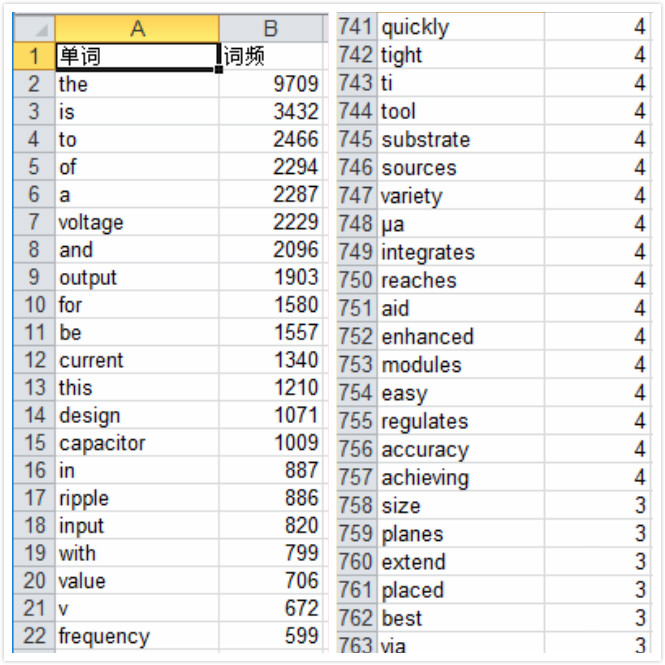 A B
1 单词 词频
2 the 9709
3 is 3432
4 to 2466
5 of 2294
6 a 2287
7 voltage 2229
8 and 2096
9 output 1903
10 for 1580
11 be 1557
12 current 1340
13 this 1210
14 design 1071
15 capacitor 1009
16 in 887
17 ripple 886
18 input 820
19 with 799
20 value 706
21 v 672
22 frequency 599
741 quickly 4
742 tight 4
743 ti 4
744 tool 4
745 substrate 4
746 sources 4
747 variety 4
748 µa 4
749 integrates 4
750 reaches 4
751 aid 4
752 enhanced 4
753 modules 4
754 easy 4
755 regulates 4
756 accuracy 4
757 achieving 4
758 size 3
759 planes 3
760 extend 3
761 placed 3
762 best 3
763 via 3